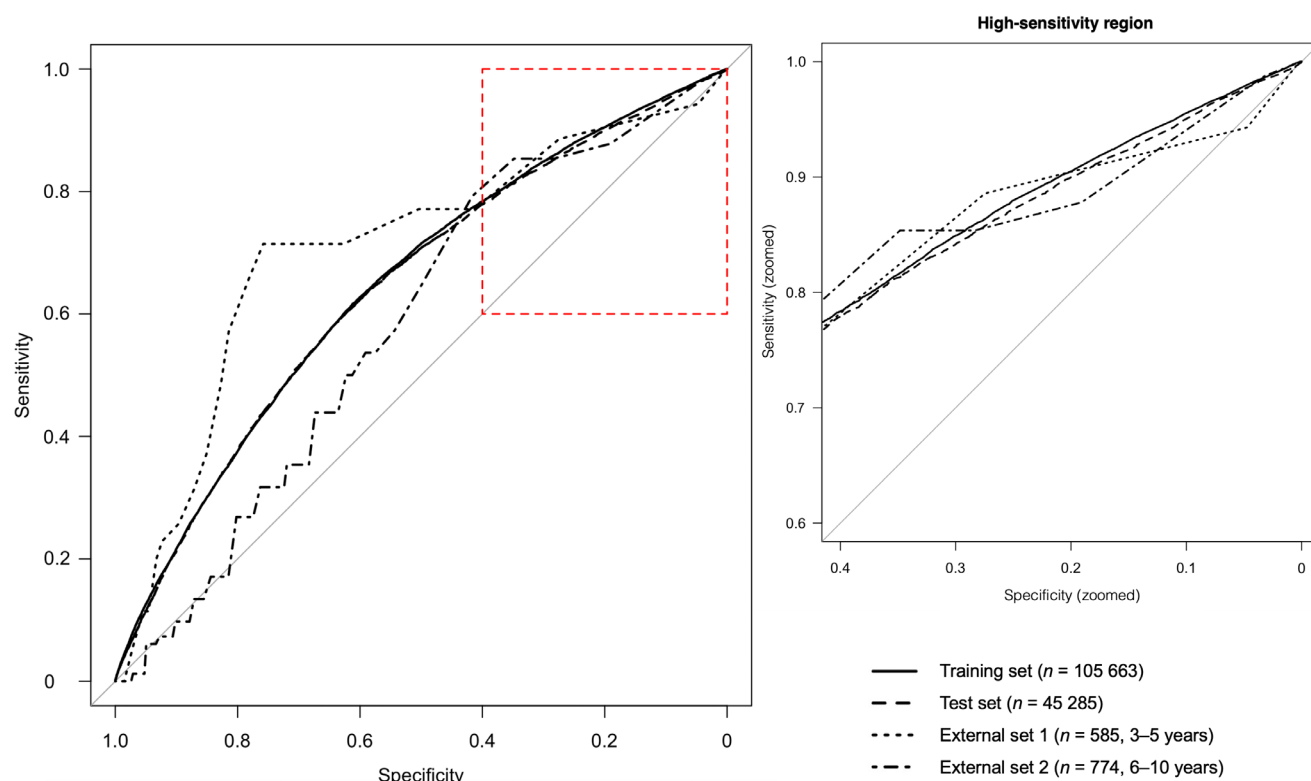 High-sensitivity region
1.0
0.8
0.6
0.4
0.2
0
Sensitivity
1.0
0.8
0.6
0.4
0.2
0
Specificity
1.0
0.9
0.8
0.7
0.6
Sensitivity (zoomed)
0.4
0.3
0.2
0.1
0
Specificity (zoomed)
Training set (n = 105 663)
Test set (n = 45 285)
External set 1 (n = 585, 3–5 years)
External set 2 (n = 774, 6–10 years)